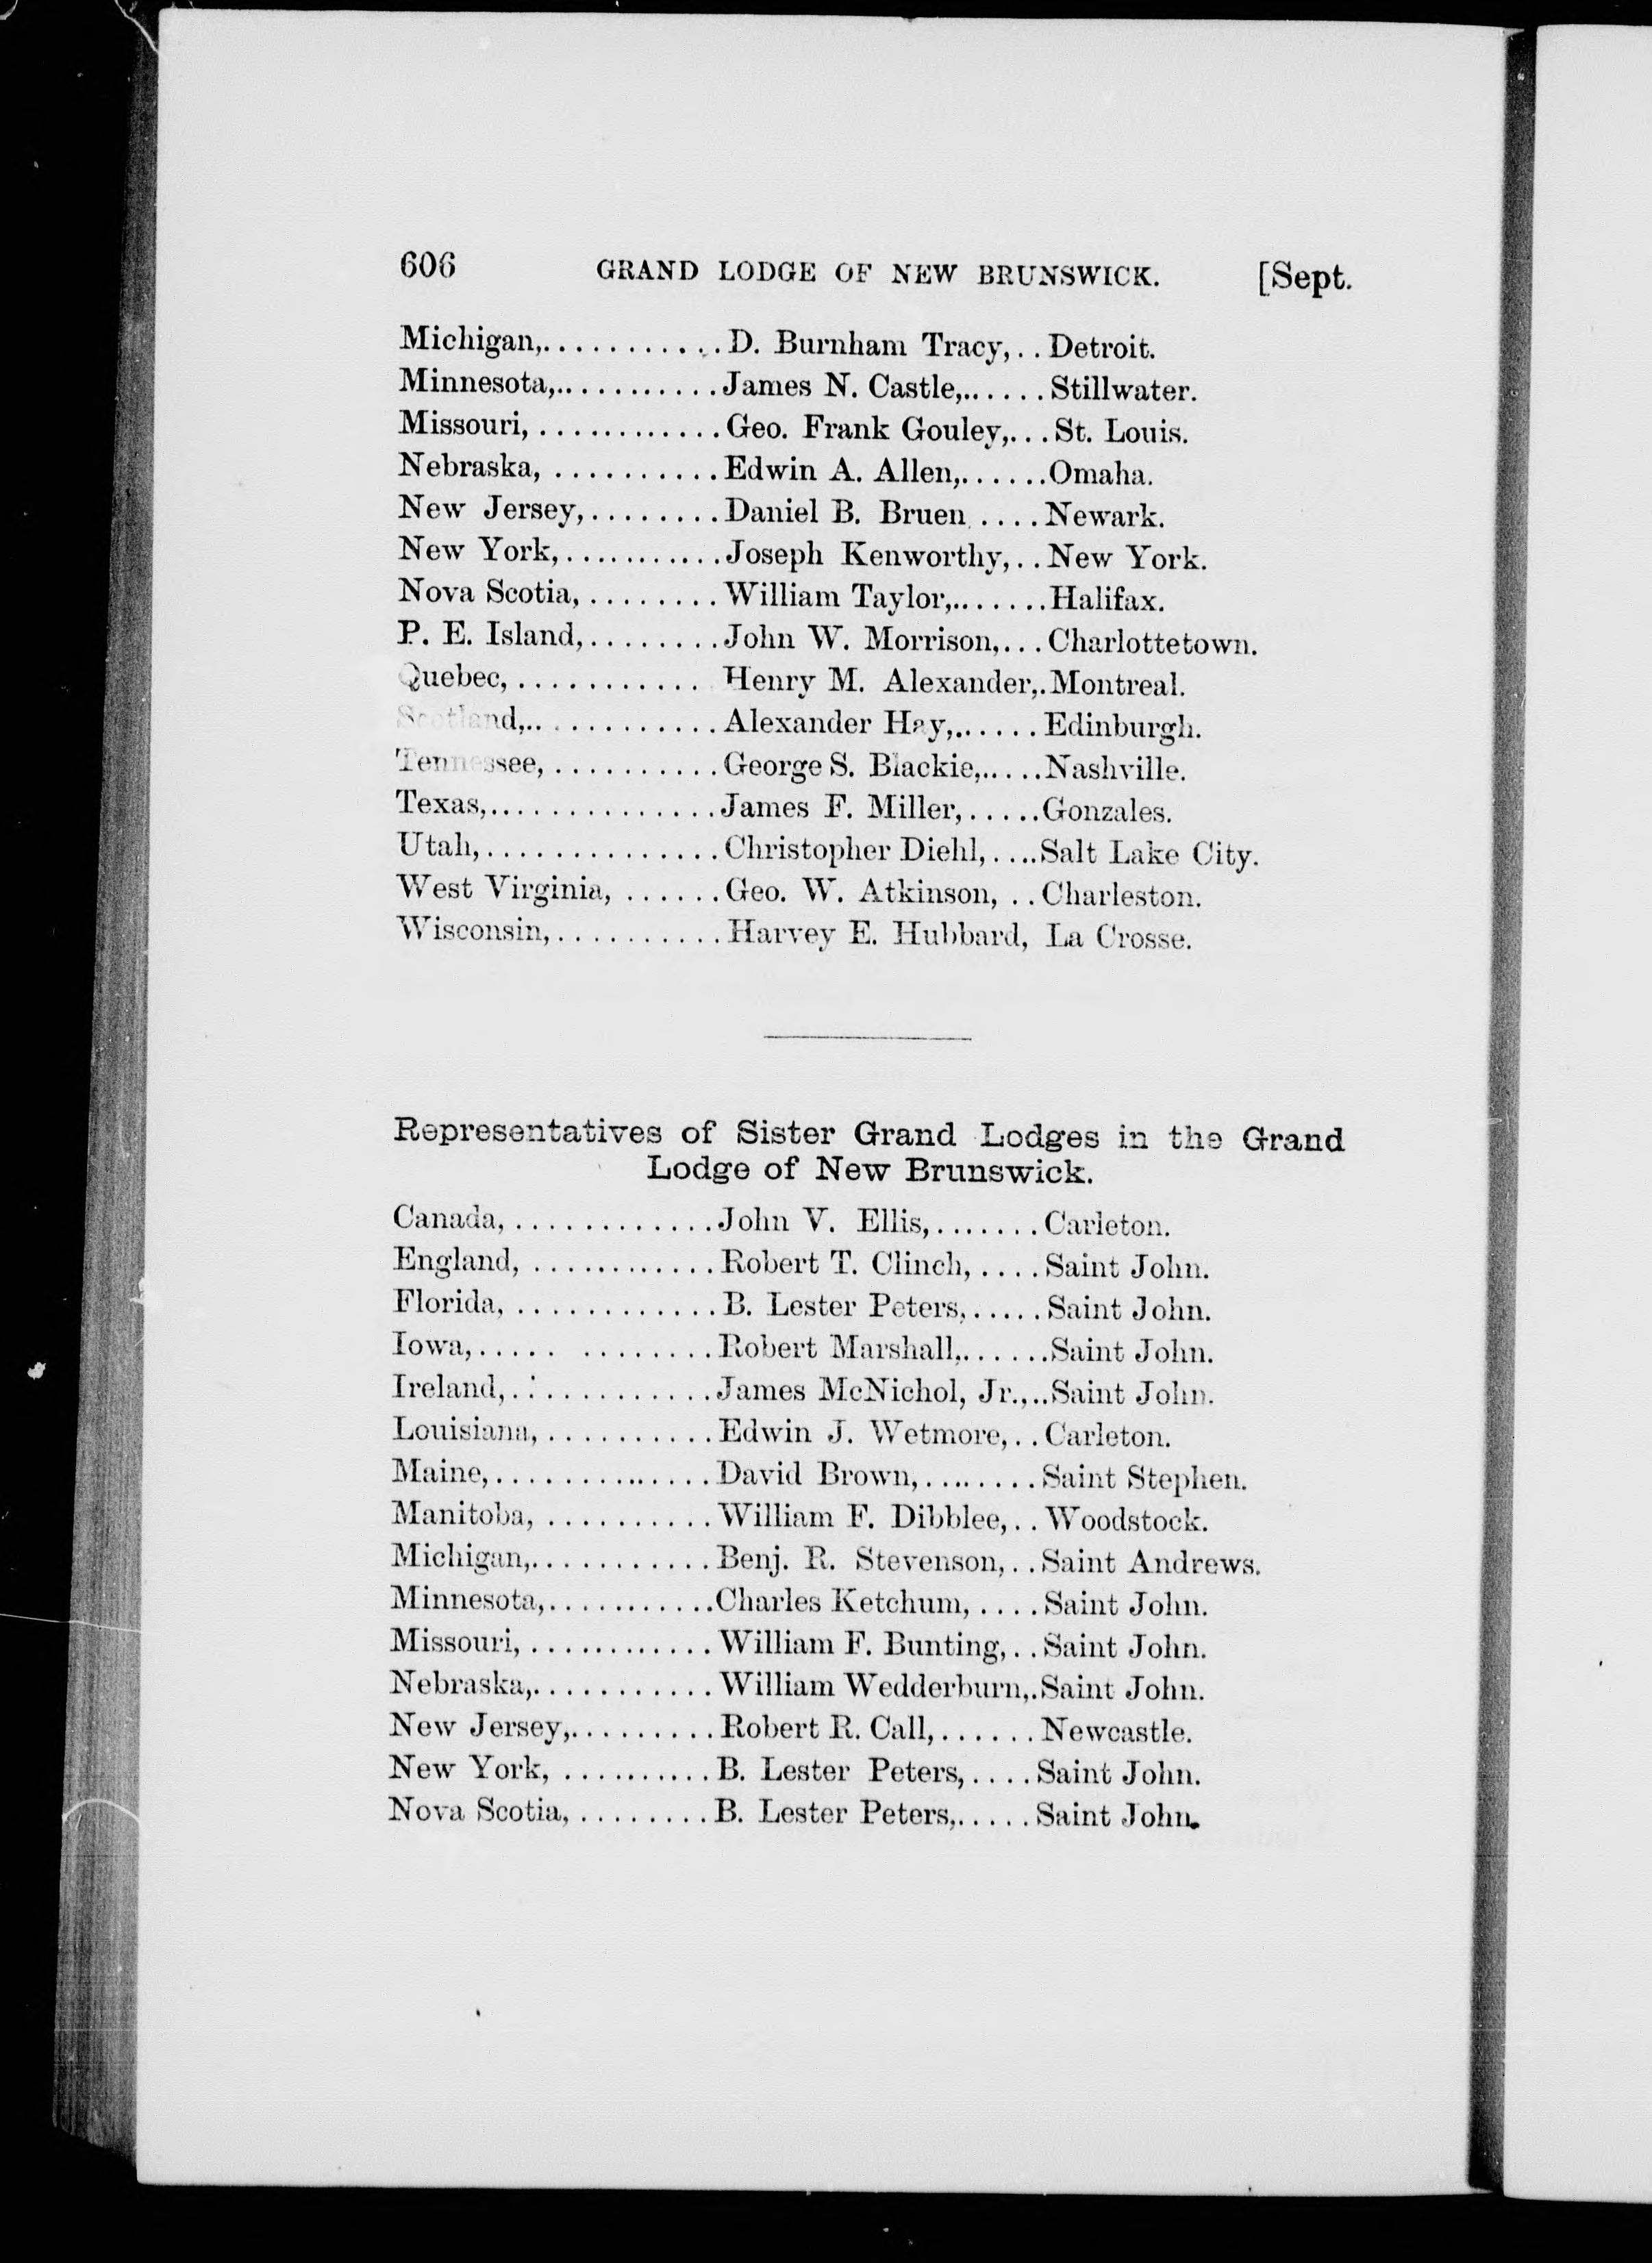 606 GRAND LODGE OF NEW BRUNSWICK. [Sept.
Michigan,...........D. Burnham Tracy,..Detroit.
Minnesota,...........James N. Castle,......Stillwater.
Missouri,............Geo. Frank Gouley,...St. Louis.
Nebraska,..........Edwin A. Allen,......Omaha.
New Jersey,........Daniel B. Bruen....Newark.
New York,...........Joseph Kenworthy,..New York.
Nova Scotia,........William Taylor,.......Halifax.
P. E. Island,........John W. Morrison,...Charlottetown.
Quebec,...........Henry M. Alexander,.Montreal.
Scotland,............Alexander Hay,......Edinburgh.
Tennessee,..........George S. Blackie,.....Nashville.
Texas,..............James F. Miller,.....Gonzales.
Utah,..............Christopher Diehl,....Salt Lake City.
West Virginia,......Geo. W. Atkinson,..Charleston.
Wisconsin,..........Harvey E. Hubbard, La Crosse.
Representatives of Sister Grand Lodges in the Grand
Lodge of New Brunswick.
Canada,............John V. Ellis,.......Carleton.
England,............Robert T. Clinch,....Saint John.
Florida,............B. Lester Peters,.....Saint John.
Iowa,.............Robert Marshall,......Saint John.
Ireland,............James McNichol, Jr.,..Saint John.
Louisiana,..........Edwin J. Wetmore,..Carleton.
Maine,.............David Brown,........Saint Stephen.
Manitoba,..........William F. Dibblee,..Woodstock.
Michigan,...........Benj. R. Stevenson,..Saint Andrews.
Minnesota,...........Charles Ketchum,....Saint John.
Missouri,............William F. Bunting,..Saint John.
Nebraska,...........William Wedderburn,.Saint John.
New Jersey,.........Robert R. Call,......Newcastle.
New York,..........B. Lester Peters,....Saint John.
Nova Scotia,........B. Lester Peters,.....Saint John.